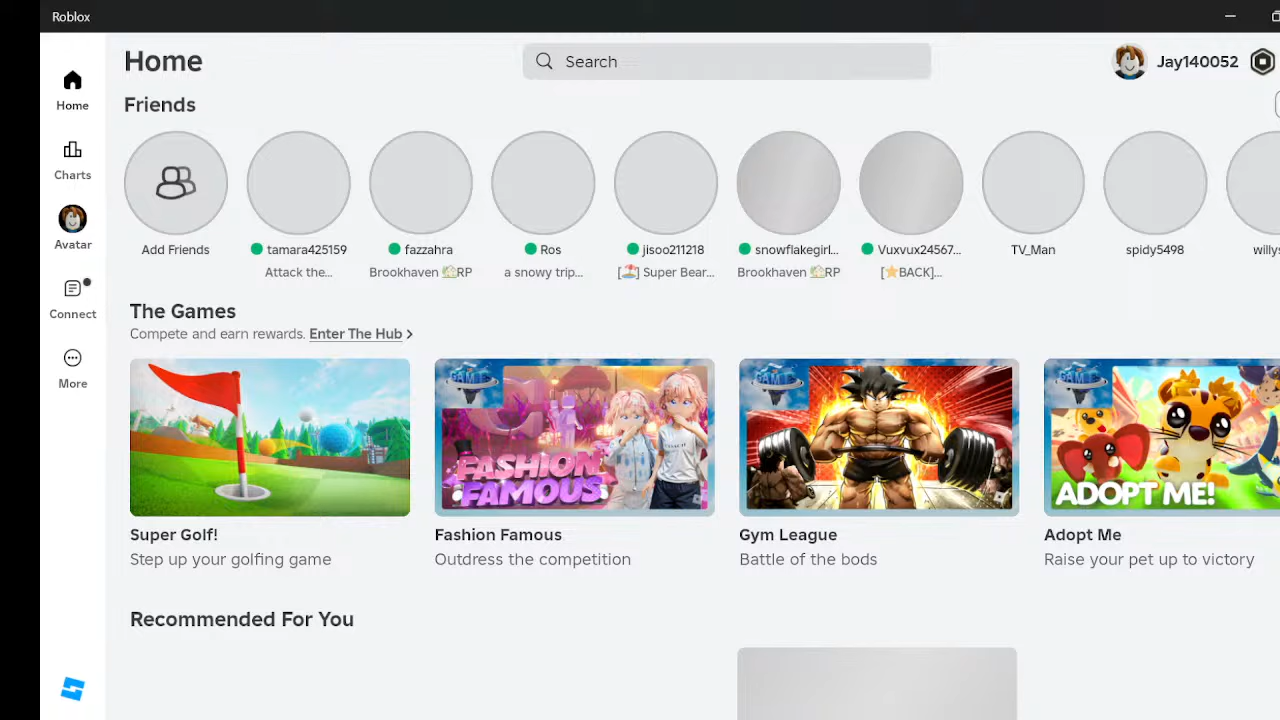 Roblox
Home
Search
Jay140052
Home
Charts
Avatar
Connect
More
Friends
Add Friends
tamara425159
Attack the...
fazzahra
Brookhaven 🏡RP
Ros
a snowy trip...
jisoo211218
[🏖️] Super Bear...
snowflakegirl...
Brookhaven 🏡RP
Vuxvux24567...
[⭐BACK]...
TV_Man
spidy5498
willys
The Games
Compete and earn rewards. Enter The Hub >
FASHION
FAMOUS
ADOPT ME!
Super Golf!
Step up your golfing game
Fashion Famous
Outdress the competition
Gym League
Battle of the bods
Adopt Me
Raise your pet up to victory
Recommended For You